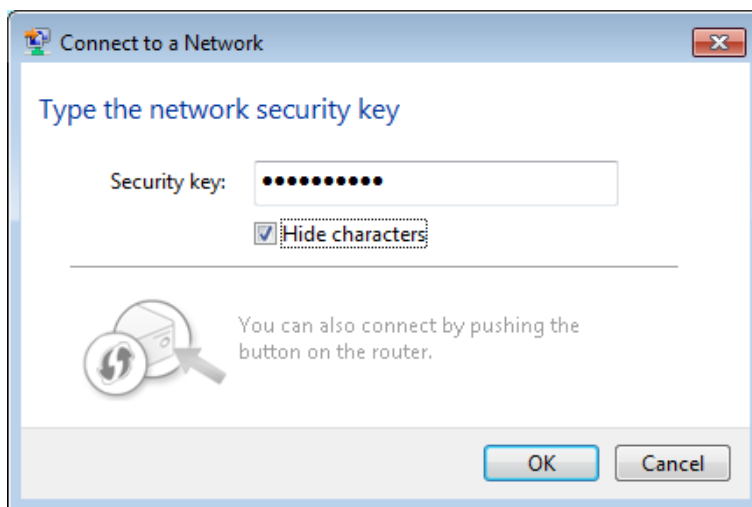 Connect to a Network
Type the network security key
Security key: ••••••••••
Hide characters
You can also connect by pushing the
button on the router.
OK Cancel